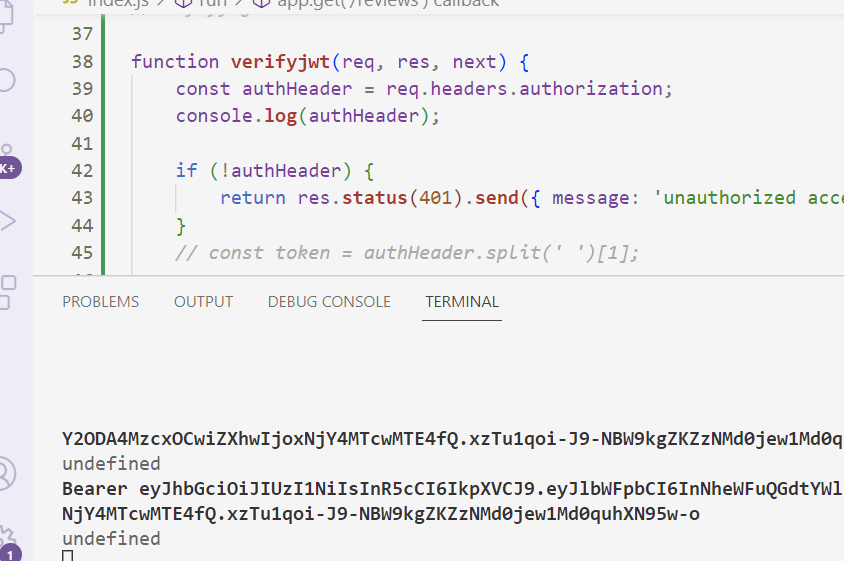 index.js > run > app.get('/reviews') callback
37
38 function verifyjwt(req, res, next) {
39 const authHeader = req.headers.authorization;
40 console.log(authHeader);
41
42 if (!authHeader) {
43 return res.status(401).send({ message: 'unauthorized acce
44 }
45 // const token = authHeader.split(' ')[1];
K+
PROBLEMS OUTPUT DEBUG CONSOLE TERMINAL
Y2ODA4MzcxOCwiZXhwIjoxNjY4MTcwMTE4fQ.xzTu1qoi-J9-NBW9kgZKZzNMd0jew1Md0q
undefined
Bearer eyJhbGciOiJIUzI1NiIsInR5cCI6IkpXVCJ9.eyJlbWFpbCI6InNheWFuQGdtYWl
NjY4MTcwMTE4fQ.xzTu1qoi-J9-NBW9kgZKZzNMd0jew1Md0quhXN95w-o
undefined
1